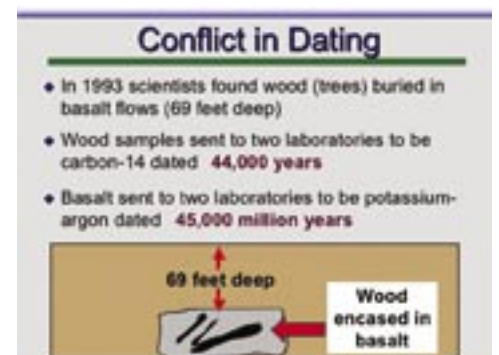 Conflict in Dating
In 1993 scientists found wood (trees) buried in
basalt flows (69 feet deep)
Wood samples sent to two laboratories to be
carbon-14 dated 44,000 years
Basalt sent to two laboratories to be potassium-
argon dated 45,000 million years
69 feet deep
Wood
encased in
basalt